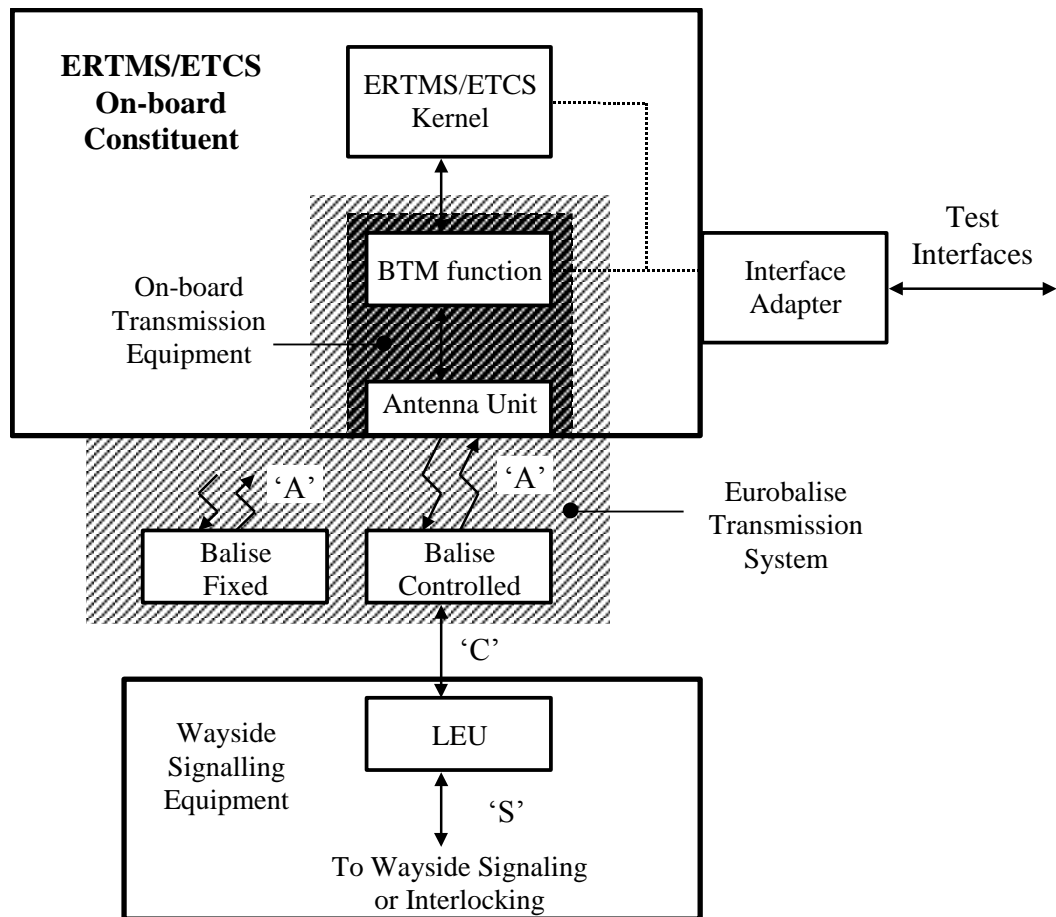 ERTMS/ETCS
On-board
Constituent
ERTMS/ETCS
Kernel
BTM function
On-board
Transmission
Equipment
Antenna Unit
Interface
Adapter
Test
Interfaces
‘A’
‘A’
Balise
Fixed
Balise
Controlled
Eurobalise
Transmission
System
‘C’
Wayside
Signalling
Equipment
LEU
‘S’
To Wayside Signaling
or Interlocking